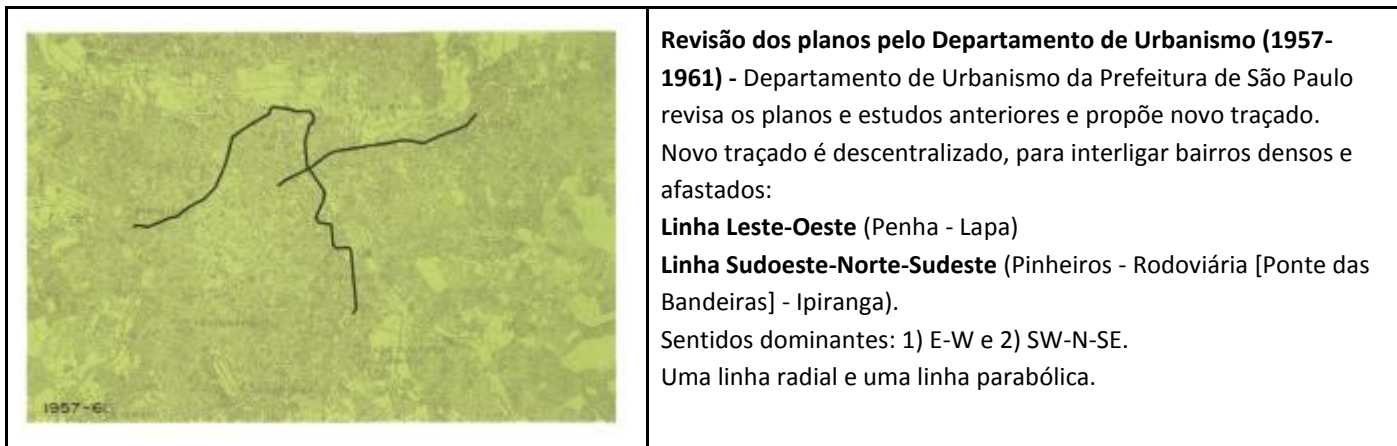 Revisão dos planos pelo Departamento de Urbanismo (1957-
1961) - Departamento de Urbanismo da Prefeitura de São Paulo
revisa os planos e estudos anteriores e propõe novo traçado.
Novo traçado é descentralizado, para interligar bairros densos e
afastados:
Linha Leste-Oeste (Penha - Lapa)
Linha Sudoeste-Norte-Sudeste (Pinheiros - Rodoviária [Ponte das
Bandeiras] - Ipiranga).
Sentidos dominantes: 1) E-W e 2) SW-N-SE.
Uma linha radial e uma linha parabólica.